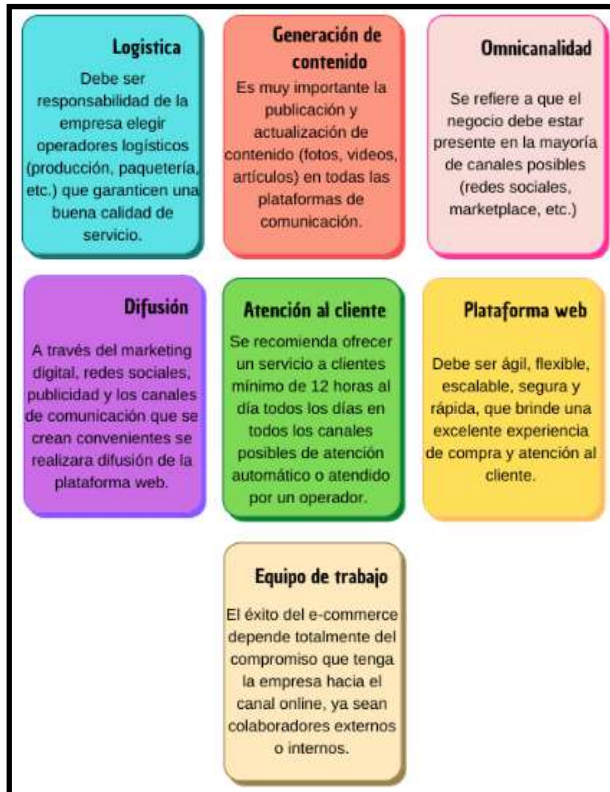 Logística
Debe ser
responsabilidad de la
empresa elegir
operadores logísticos
(producción, paquetería,
etc.) que garanticen una
buena calidad de
servicio.
Generación de
contenido
Es muy importante la
publicación y
actualización de
contenido (fotos, videos,
artículos) en todas las
plataformas de
comunicación.
Omnicanalidad
Se refiere a que el
negocio debe estar
presente en la mayoría
de canales posibles
(redes sociales,
marketplace, etc.)
Difusión
A través del marketing
digital, redes sociales,
publicidad y los canales
de comunicación que se
crean convenientes se
realizara difusión de la
plataforma web.
Atención al cliente
Se recomienda ofrecer
un servicio a clientes
mínimo de 12 horas al
día todos los días en
todos los canales
posibles de atención
automático o atendido
por un operador.
Plataforma web
Debe ser ágil, flexible,
escalable, segura y
rápida, que brinde una
excelente experiencia
de compra y atención al
cliente.
Equipo de trabajo
El éxito del e-commerce
depende totalmente del
compromiso que tenga
la empresa hacia el
canal online, ya sean
colaboradores externos
o internos.